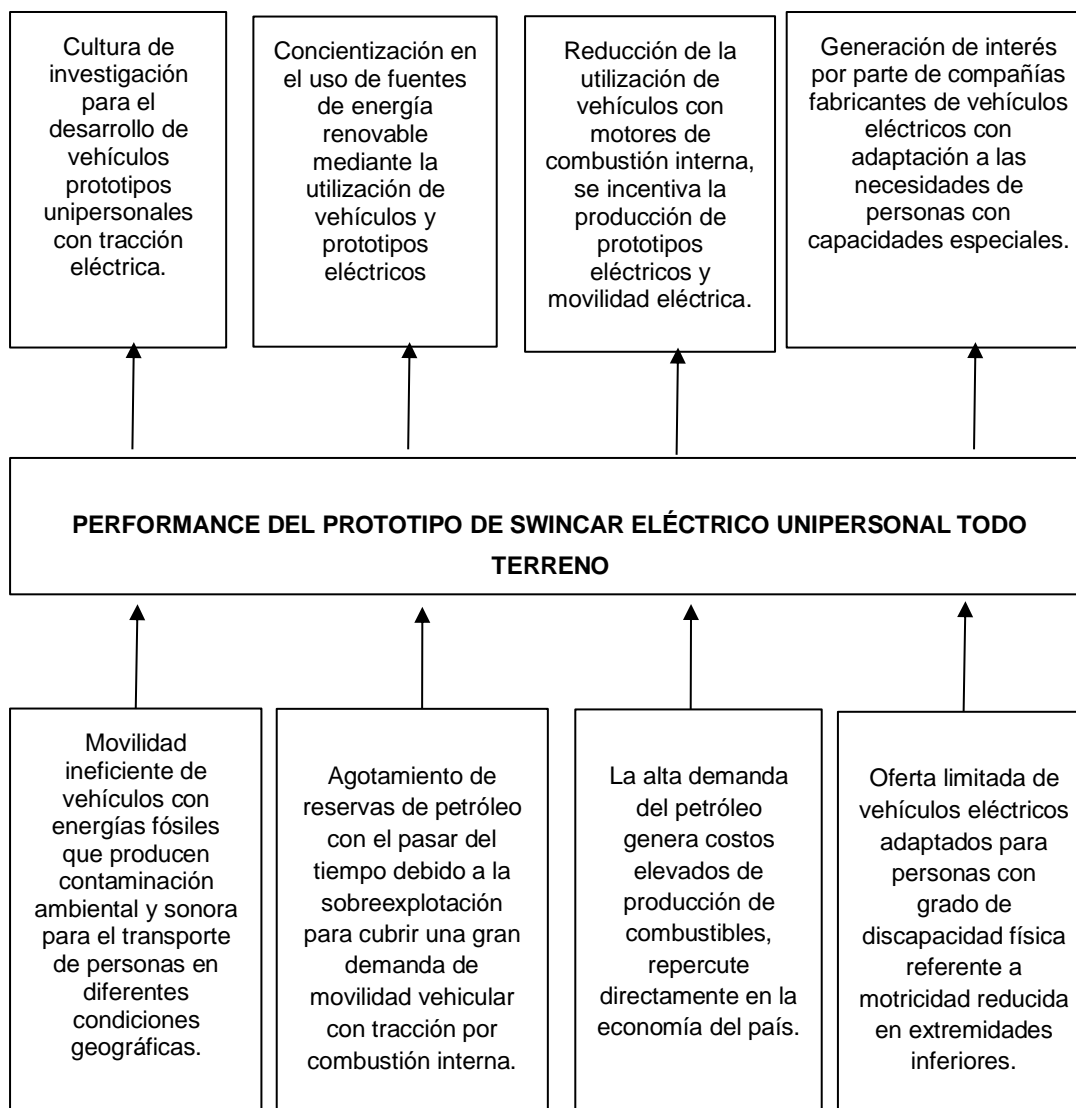 Cultura de
investigación
para el
desarrollo de
vehículos
prototipos
unipersonales
con tracción
eléctrica.
Concientización en
el uso de fuentes
de energía
renovable
mediante la
utilización de
vehículos y
prototipos
eléctricos
Reducción de la
utilización de
vehículos con
motores de
combustión interna,
se incentiva la
producción de
prototipos
eléctricos y
movilidad eléctrica.
Generación de interés
por parte de compañías
fabricantes de vehículos
eléctricos con
adaptación a las
necesidades de
personas con
capacidades especiales.
PERFORMANCE DEL PROTOTIPO DE SWINCAR ELÉCTRICO UNIPERSONAL TODO
TERRENO
Movilidad
ineficiente de
vehículos con
energías fósiles
que producen
contaminación
ambiental y sonora
para el transporte
de personas en
diferentes
condiciones
geográficas.
Agotamiento de
reservas de petróleo
con el pasar del
tiempo debido a la
sobreexplotación
para cubrir una gran
demanda de
movilidad vehicular
con tracción por
combustión interna.
La alta demanda
del petróleo
genera costos
elevados de
producción de
combustibles,
repercute
directamente en la
economía del país.
Oferta limitada de
vehículos eléctricos
adaptados para
personas con
grado de
discapacidad física
referente a
motricidad reducida
en extremidades
inferiores.